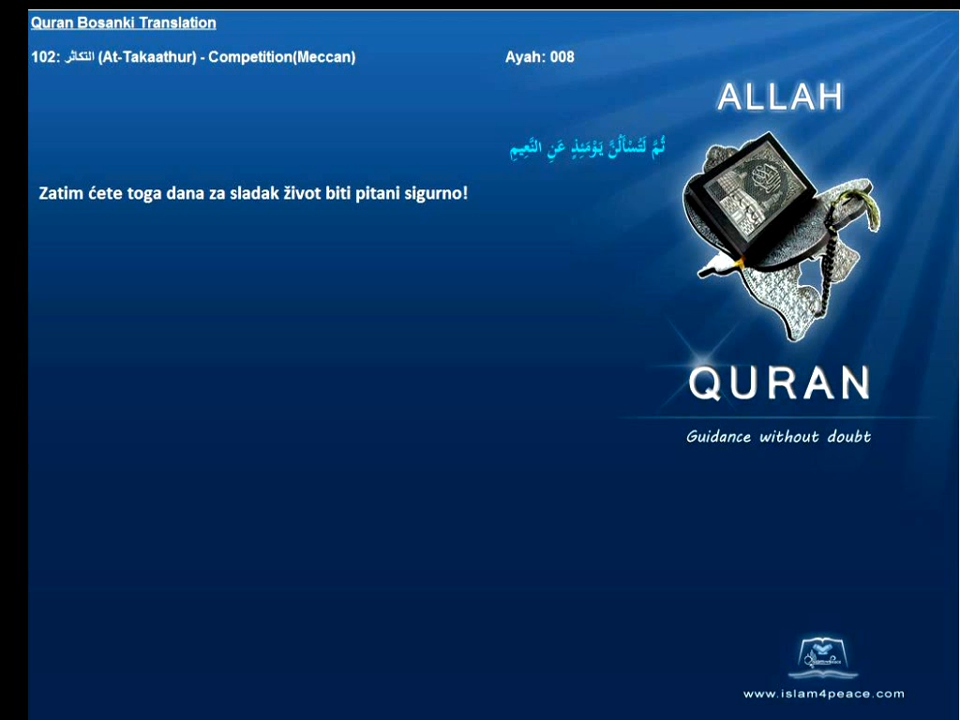 Quran Bosanki Translation
102: التكاثر (At-Takaathur) - Competition(Meccan) Ayah: 008
ALLAH
ثُمَّ لَتُسْأَلُنَّ يَوْمَئِذٍ عَنِ النَّعِيمِ
Zatim ćete toga dana za sladak život biti pitani sigurno!
QURAN
Guidance without doubt
www.islam4peace.com